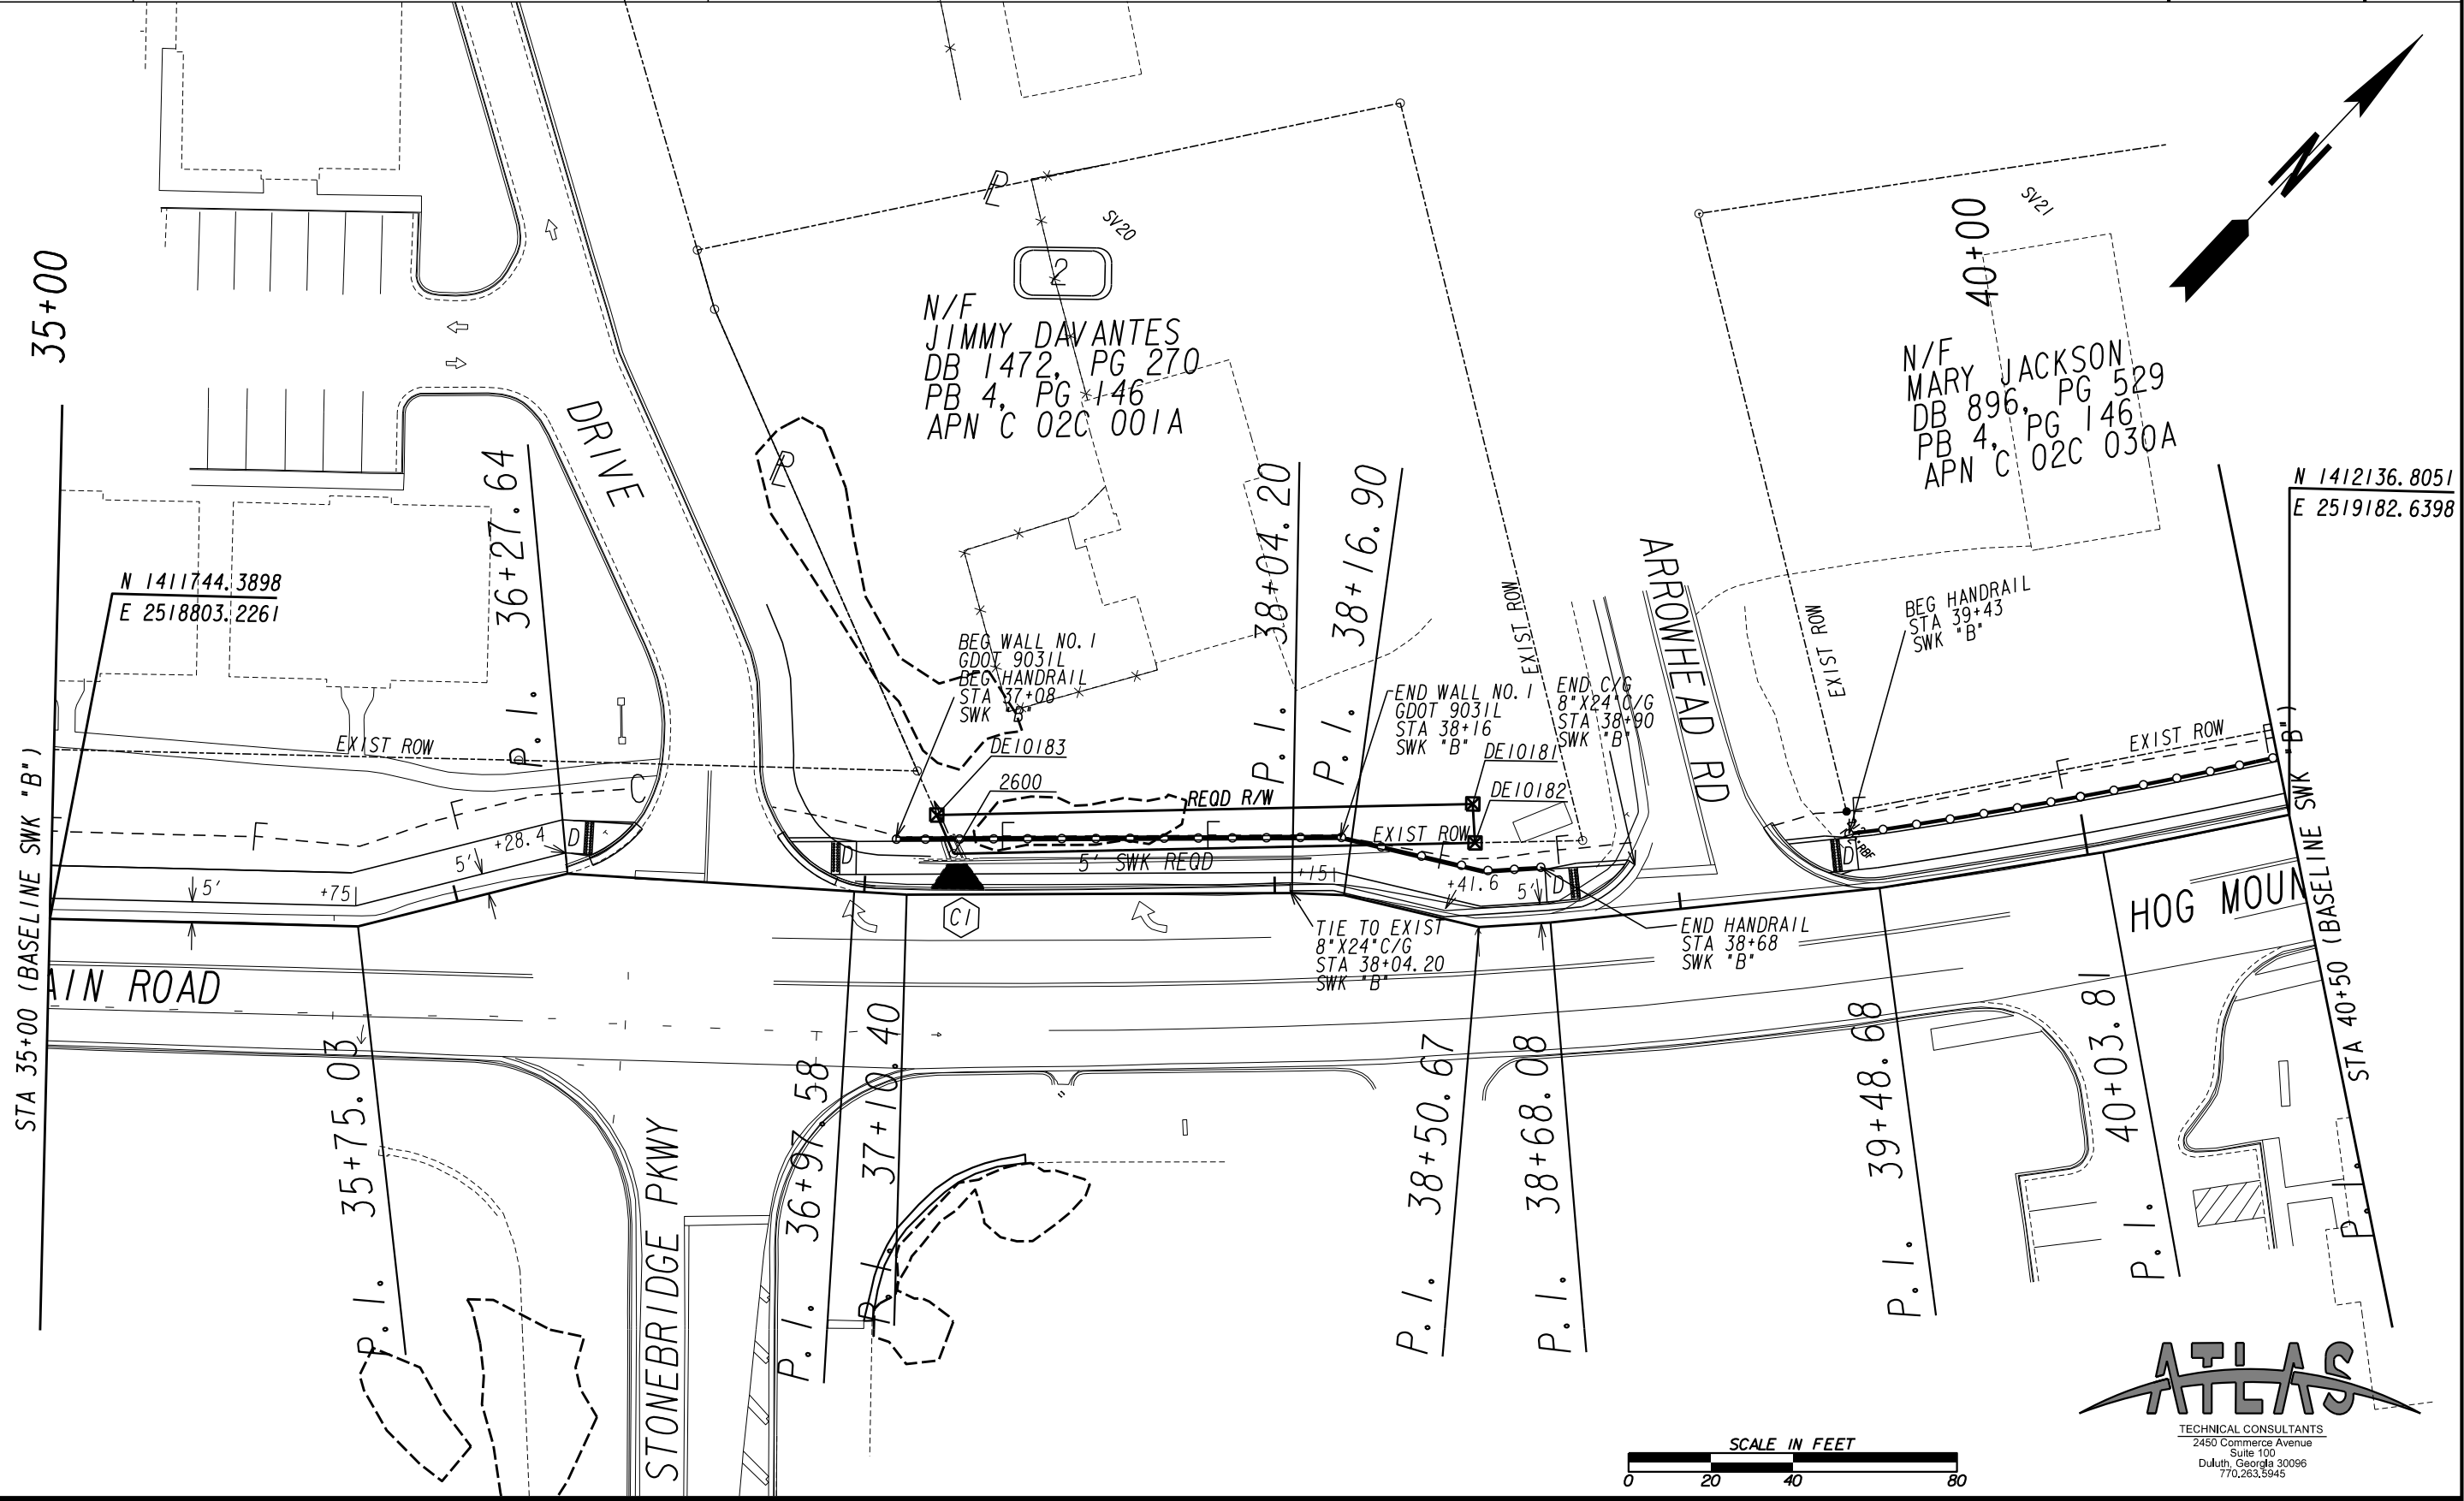 35+00
STA 35+00 (BASELINE SWK "B")
N 1411744.3898
E 2518803.2261
P.I. 36+27.64
DRIVE
EXIST ROW
F
F
C
+28.4
D
5'
5'
+75
AIN ROAD
P.I. 35+75.03
STONEBRIDGE PKWY
P.I. 36+97.58
P.I. 37+10.40
PL
PL
SV20
2
N/F
JIMMY DAVANTES
DB 1472, PG 270
PB 4, PG 146
APN C 02C 001A
BEG WALL NO. 1
GDOT 9031L
BEG HANDRAIL
STA 37+08
SWK "B"
DE10183
2600
REQD R/W
F
F
D
5' SWK REQD
C1
P.I. 38+04.20
P.I. 38+16.90
END WALL NO. 1
GDOT 9031L
STA 38+16
SWK "B"
END C/G
8"X24" C/G
STA 38+90
SWK "B"
DE10181
DE10182
EXIST ROW
EXIST ROW
F
F
+15
+41.6
5'
D
TIE TO EXIST
8"X24" C/G
STA 38+04.20
SWK "B"
END HANDRAIL
STA 38+68
SWK "B"
P.I. 38+50.67
P.I. 38+68.08
ARROWHEAD RD
EXIST ROW
40+00
SV21
N
N/F
MARY JACKSON
DB 896, PG 529
PB 4, PG 146
APN C 02C 030A
N 1412136.8051
E 2519182.6398
BEG HANDRAIL
STA 39+43
SWK "B"
EXIST ROW
F
F
D
HOG MOUN
STA 40+50 (BASELINE SWK "B")
P.I. 39+48.68
P.I. 40+03.81
P.I.
SCALE IN FEET
0 20 40 80
ATLAS
TECHNICAL CONSULTANTS
2450 Commerce Avenue
Suite 100
Duluth, Georgia 30096
770.263.5945